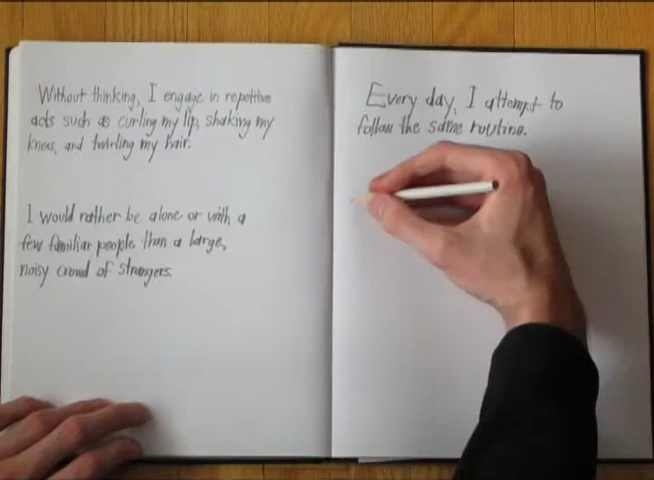 Without thinking, I engage in repetitive
acts such as curling my lip, shaking my
knees, and twirling my hair.
I would rather be alone or with a
few familiar people than a large,
noisy crowd of strangers.
Every day, I attempt to
follow the same routine.